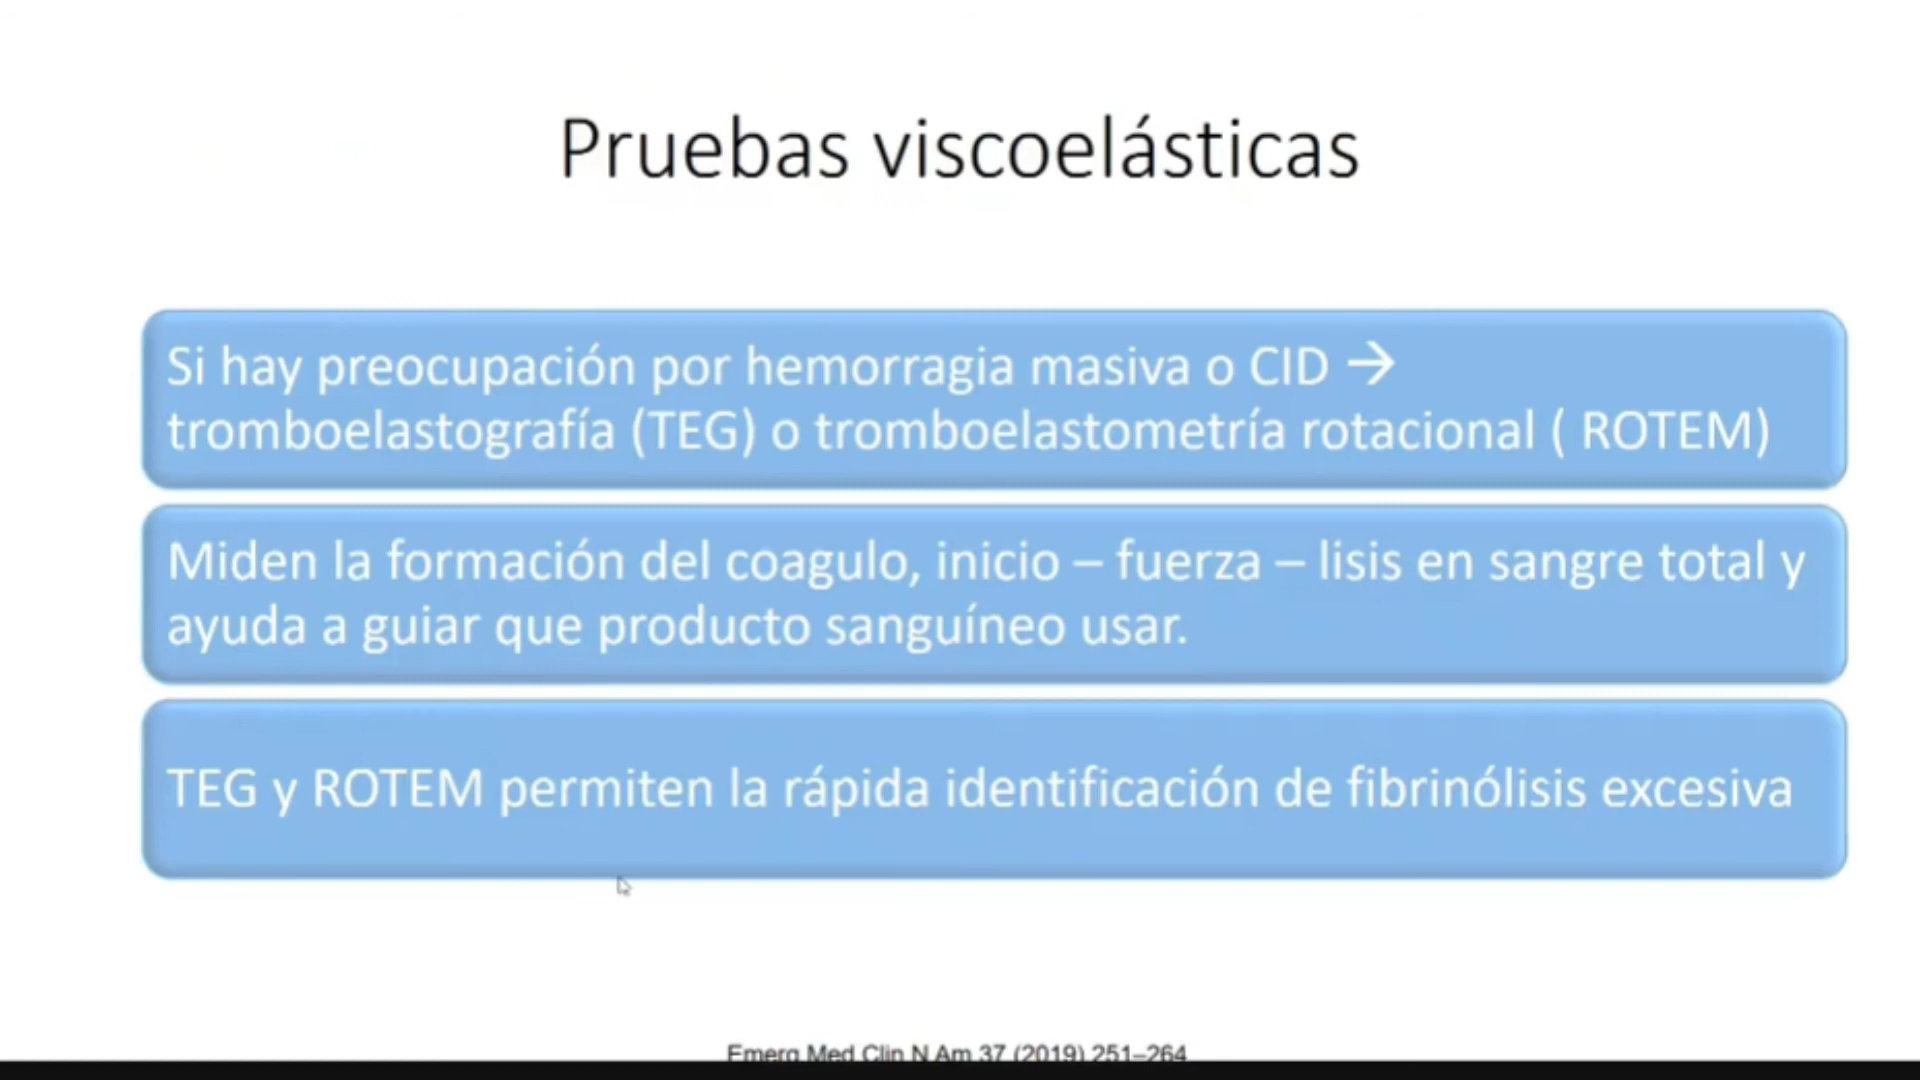 Pruebas viscoelásticas
Si hay preocupación por hemorragia masiva o CID →
tromboelastografía (TEG) o tromboelastometría rotacional ( ROTEM)
Miden la formación del coagulo, inicio – fuerza – lisis en sangre total y
ayuda a guiar que producto sanguíneo usar.
TEG y ROTEM permiten la rápida identificación de fibrinólisis excesiva
Emerg Med Clin N Am 37 (2019) 251–264